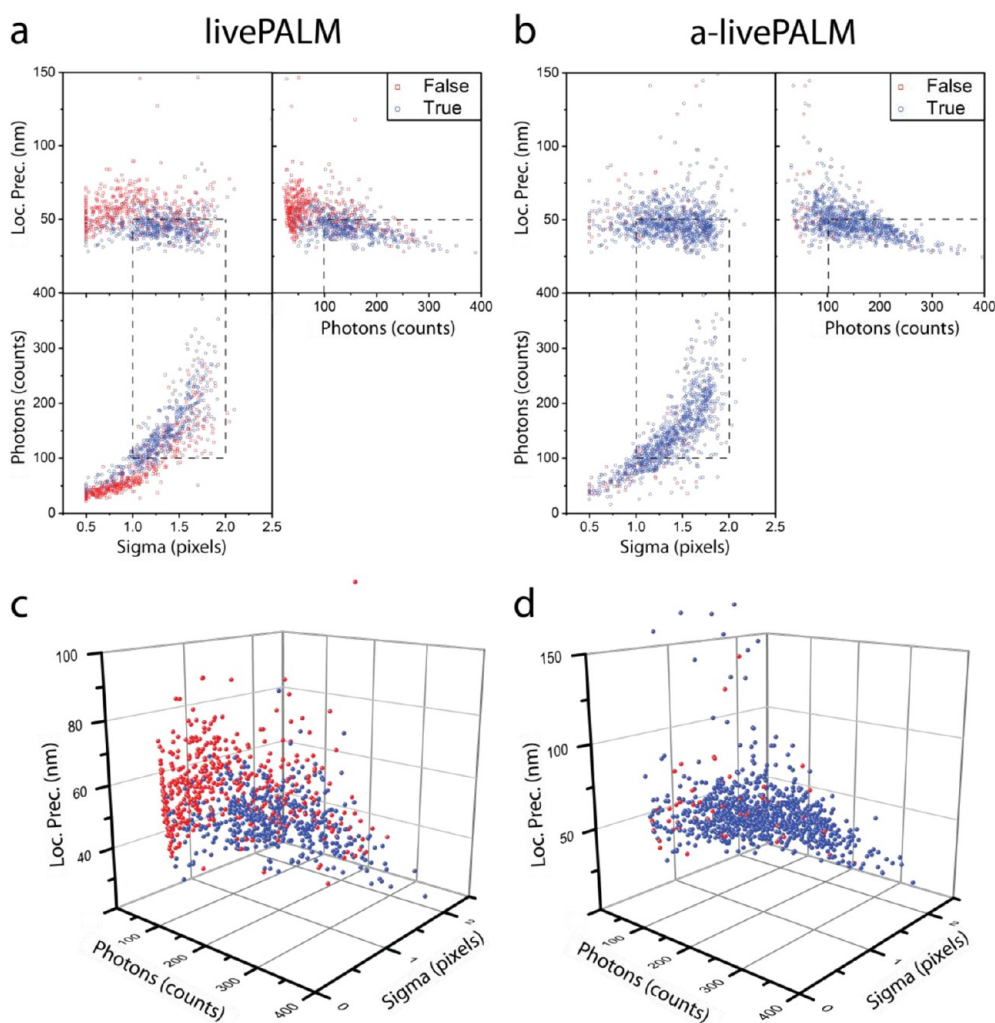 a livePALM
b a-livePALM
150
100
50
0
Loc. Prec. (nm)
False
True
100 200 300 400
Photons (counts)
400
300
200
100
0
Photons (counts)
0.5 1.0 1.5 2.0 2.5
Sigma (pixels)
150
100
50
0
Loc. Prec. (nm)
False
True
100 200 300 400
Photons (counts)
400
300
200
100
0
Photons (counts)
0.5 1.0 1.5 2.0 2.5
Sigma (pixels)
c
100
80
60
40
Loc. Prec. (nm)
100
200
300
400
Photons (counts)
0
1
2
Sigma (pixels)
d
150
100
50
Loc. Prec. (nm)
100
200
300
400
Photons (counts)
0
1
2
Sigma (pixels)